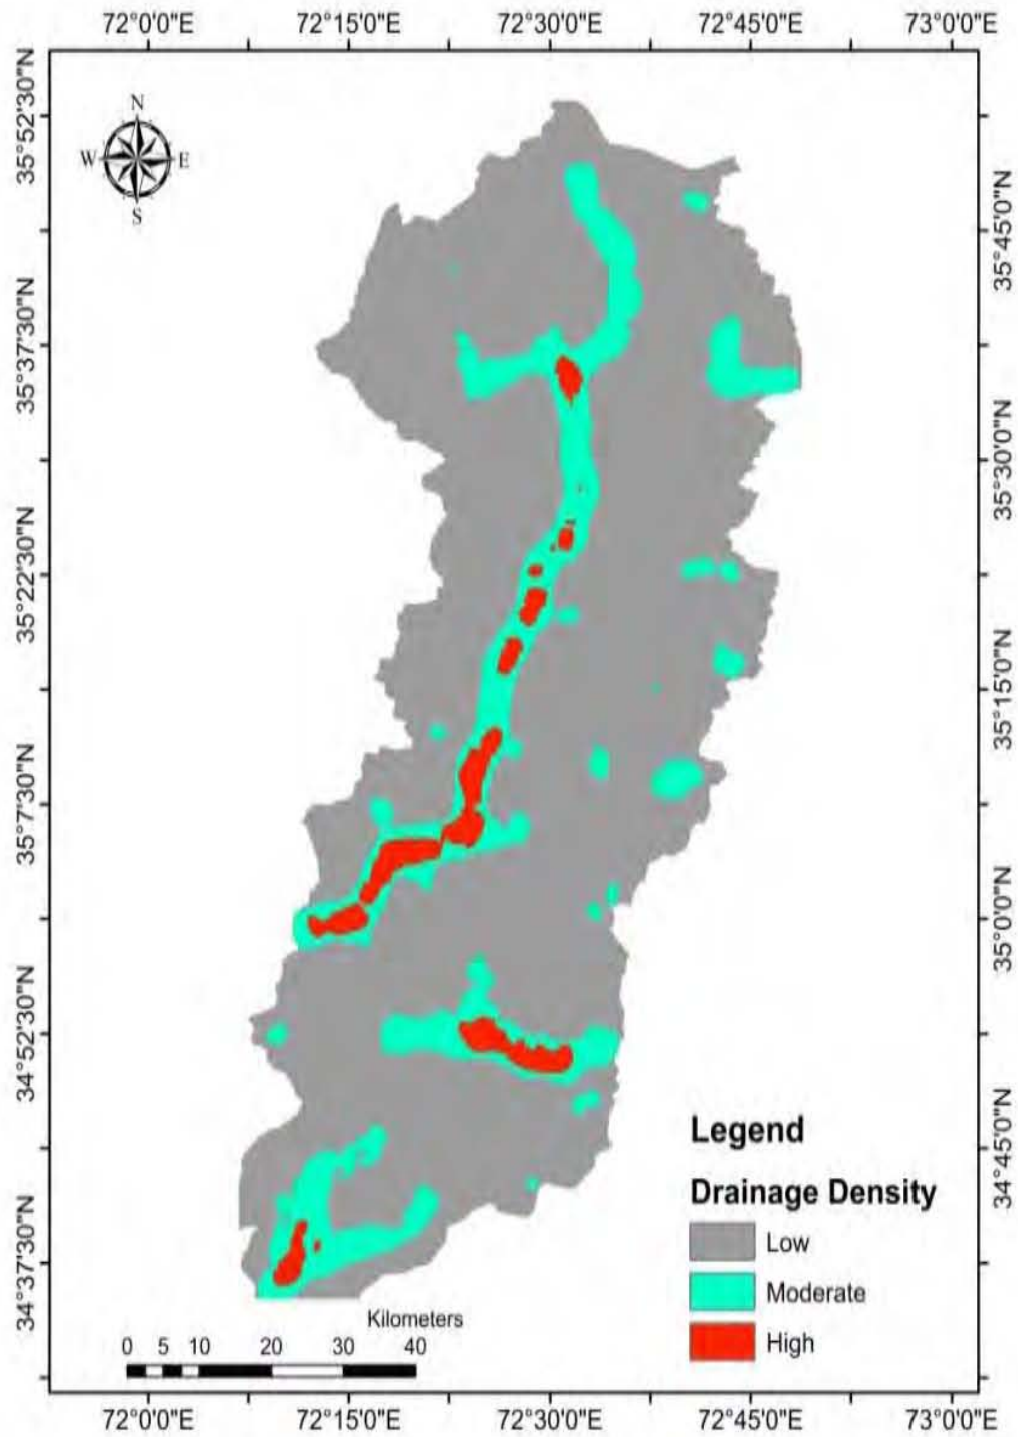 72°0'0"E 72°15'0"E 72°30'0"E 72°45'0"E 73°0'0"E
35°52'30"N
35°37'30"N
35°22'30"N
35°7'30"N
34°52'30"N
34°37'30"N
N
W E
S
35°45'0"N
35°30'0"N
35°15'0"N
35°0'0"N
34°45'0"N
Legend
Drainage Density
Low
Moderate
High
Kilometers
0 5 10 20 30 40
72°0'0"E 72°15'0"E 72°30'0"E 72°45'0"E 73°0'0"E